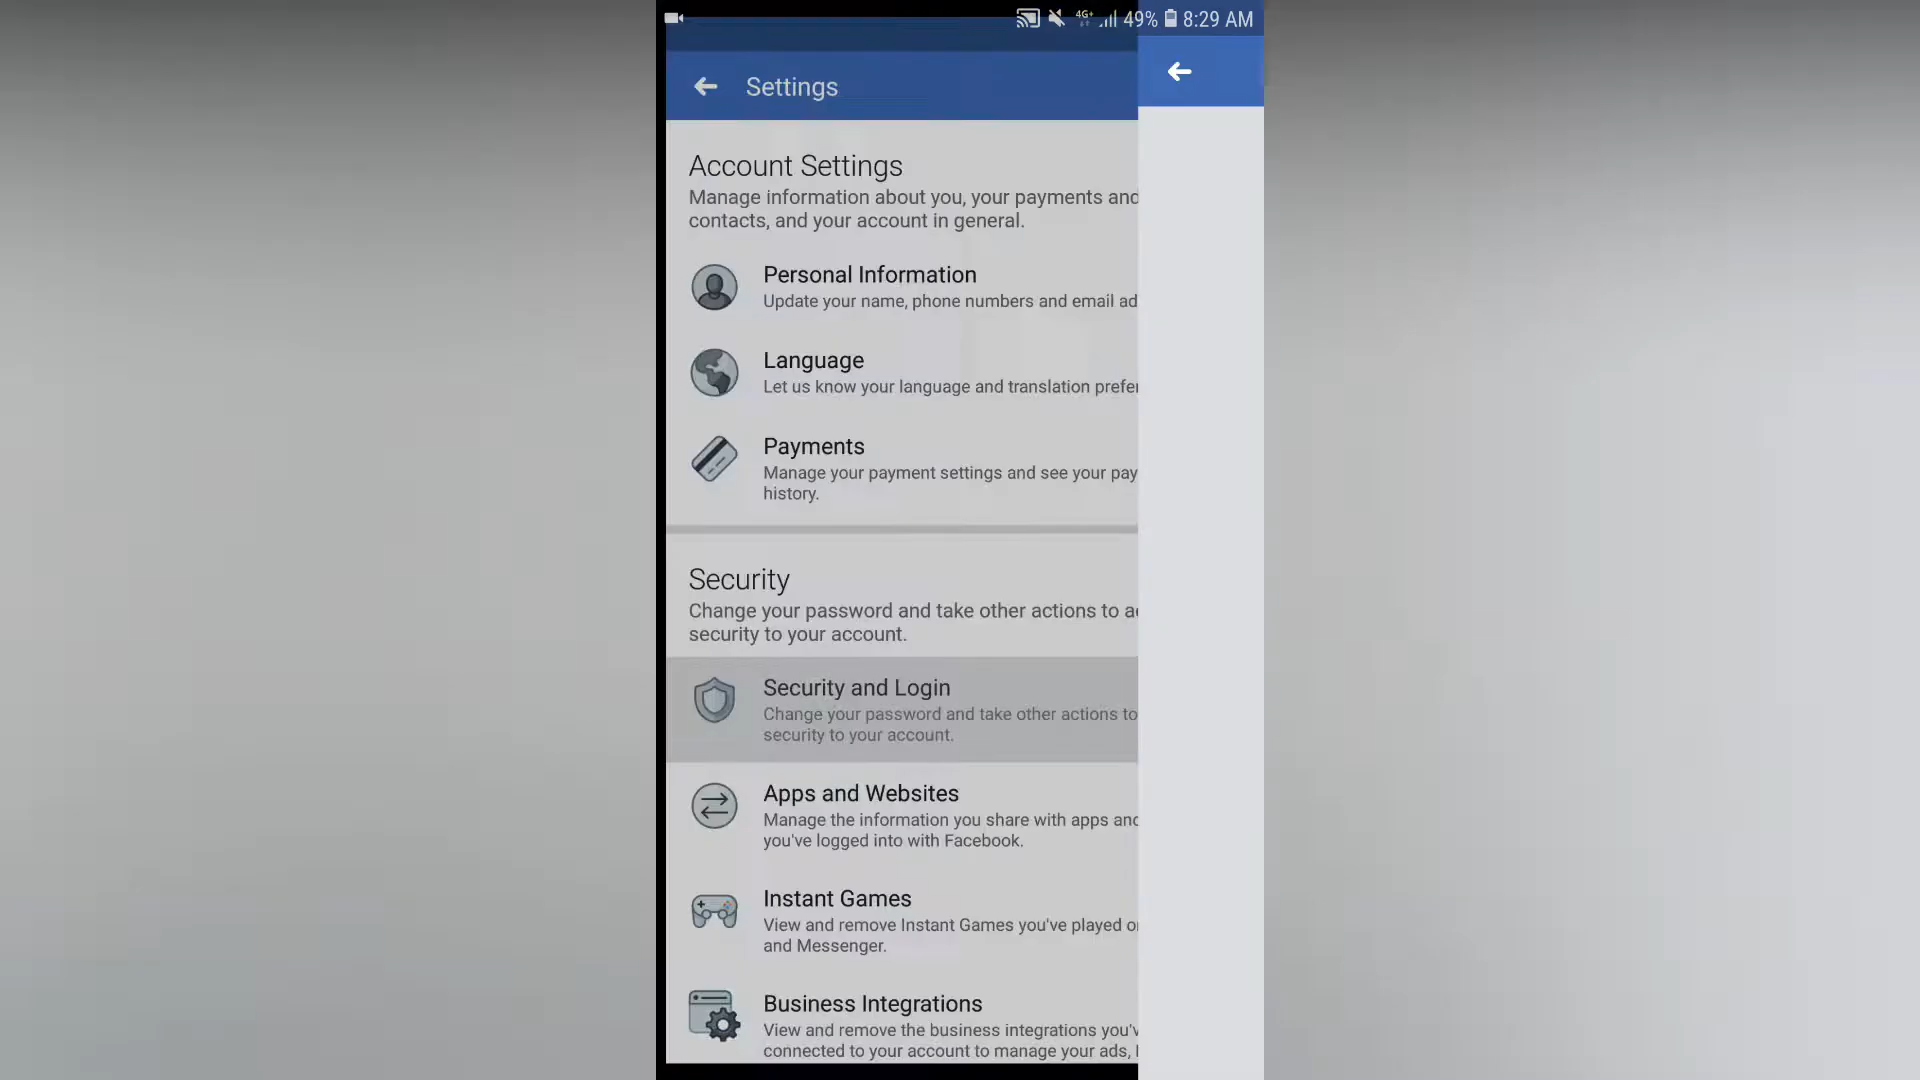 4G+ 49% 8:29 AM
Settings
Account Settings
Manage information about you, your payments and
contacts, and your account in general.
Personal Information
Update your name, phone numbers and email ad
Language
Let us know your language and translation prefer
Payments
Manage your payment settings and see your pay
history.
Security
Change your password and take other actions to a
security to your account.
Security and Login
Change your password and take other actions to
security to your account.
Apps and Websites
Manage the information you share with apps and
you've logged into with Facebook.
Instant Games
View and remove Instant Games you've played o
and Messenger.
Business Integrations
View and remove the business integrations you'v
connected to your account to manage your ads,